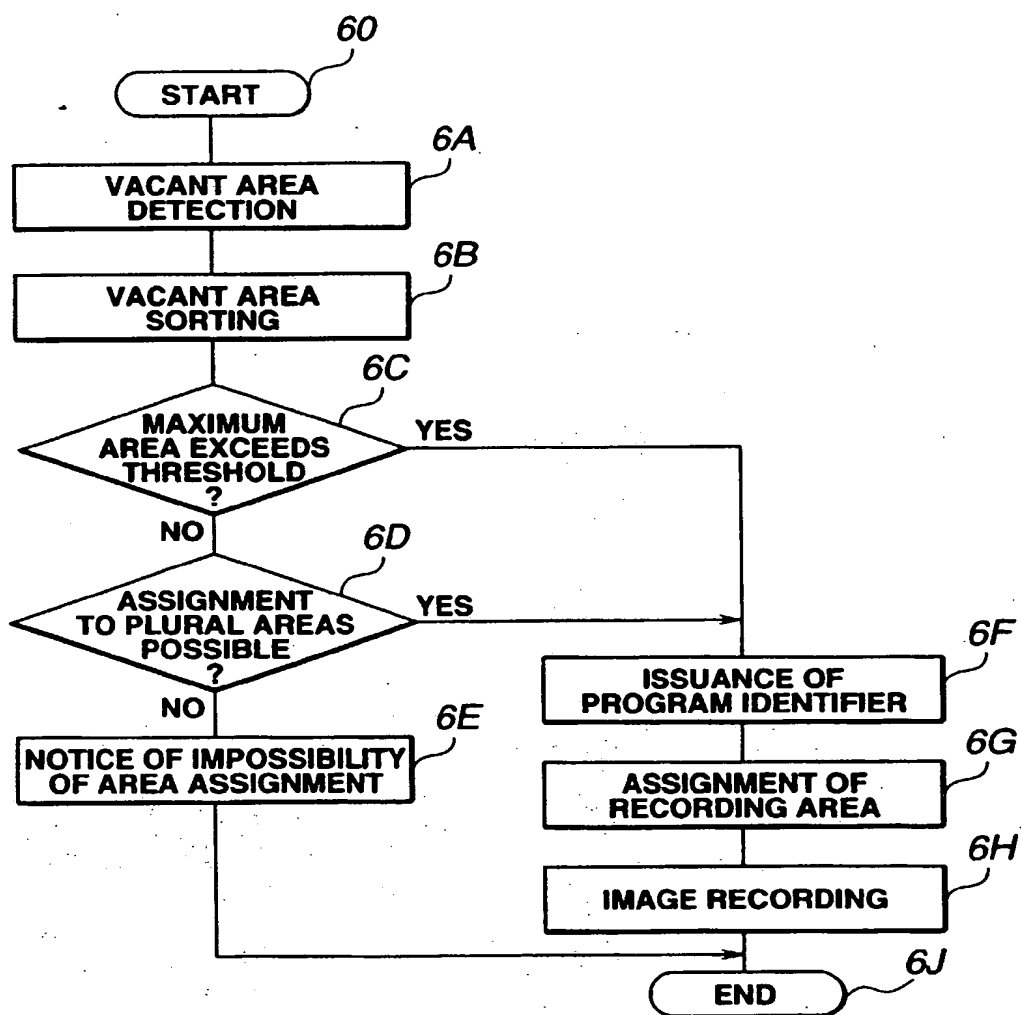 60
START
6A
VACANT AREA
DETECTION
6B
VACANT AREA
SORTING
6C
MAXIMUM
AREA EXCEEDS
THRESHOLD
?
YES
NO
6D
ASSIGNMENT
TO PLURAL AREAS
POSSIBLE
?
YES
NO
6E
NOTICE OF IMPOSSIBILITY
OF AREA ASSIGNMENT
6F
ISSUANCE OF
PROGRAM IDENTIFIER
6G
ASSIGNMENT OF
RECORDING AREA
6H
IMAGE RECORDING
6J
END